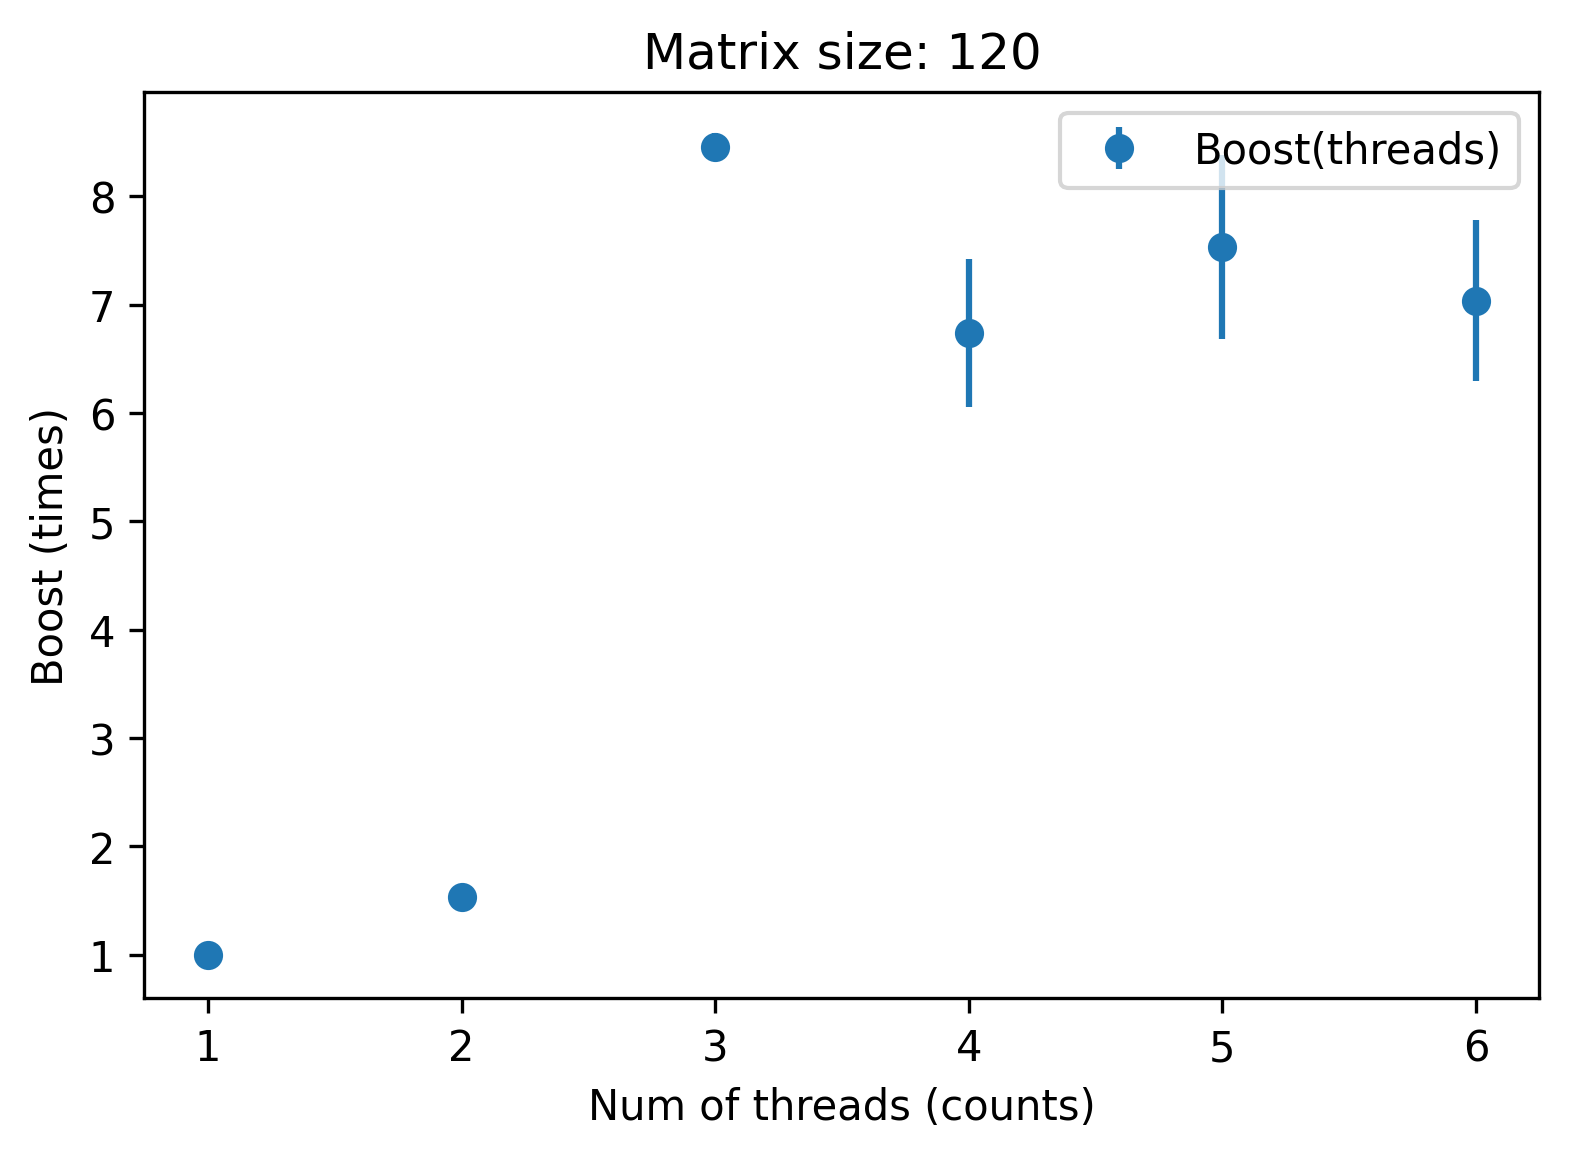 Matrix size: 120
Boost(threads)
8
7
6
5
4
3
2
1
Boost (times)
1 2 3 4 5 6
Num of threads (counts)